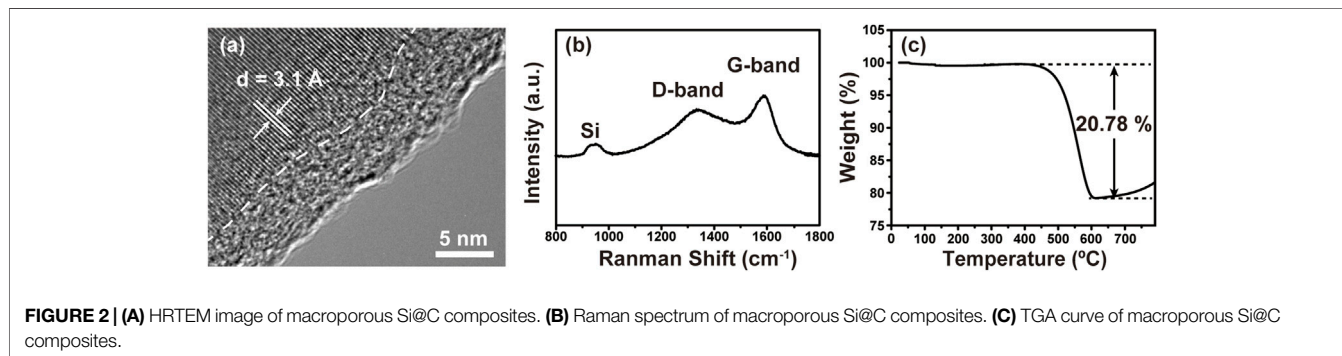 (a)
d = 3.1 Å
5 nm
(b)
Intensity (a.u.)
Si
D-band
G-band
800 1000 1200 1400 1600 1800
Ranman Shift (cm⁻¹)
(c)
Weight (%)
100
95
90
85
80
75
20.78 %
0 100 200 300 400 500 600 700
Temperature (ºC)
FIGURE 2 | (A) HRTEM image of macroporous Si@C composites. (B) Raman spectrum of macroporous Si@C composites. (C) TGA curve of macroporous Si@C
composites.